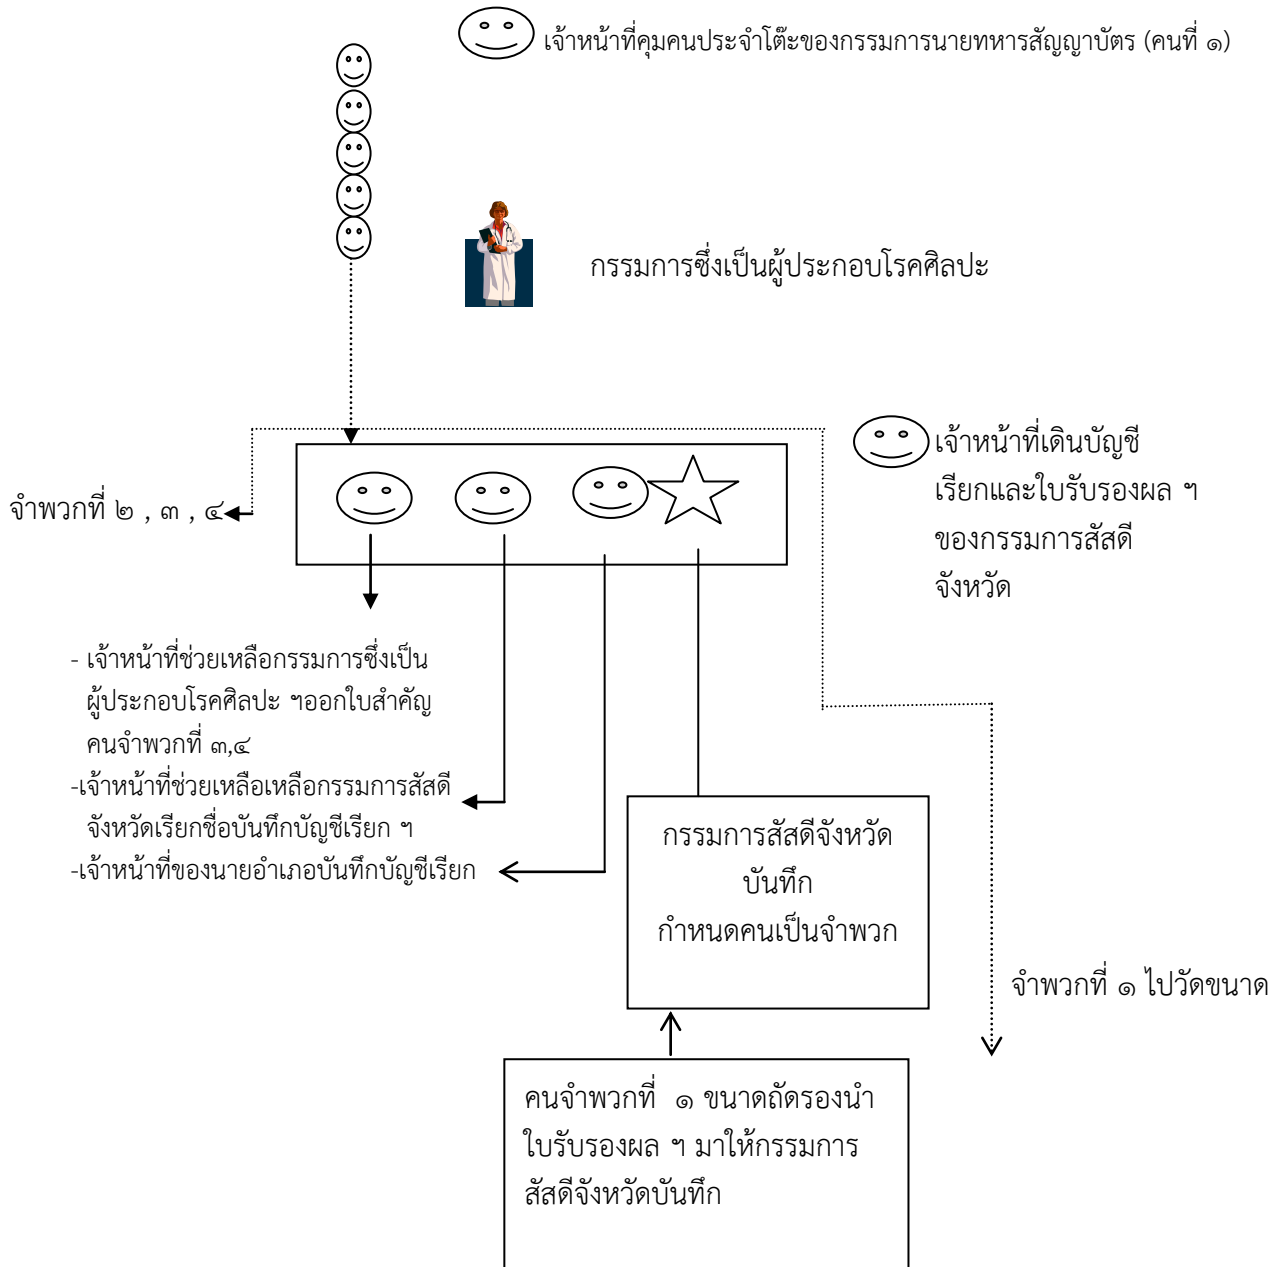 เจ้าหน้าที่คุมคนประจำโต๊ะของกรรมการนายทหารสัญญาบัตร (คนที่ ๑)
กรรมการซึ่งเป็นผู้ประกอบโรคศิลปะ
เจ้าหน้าที่เดินบัญชี
เรียกและใบรับรองผล ฯ
ของกรรมการสัสดี
จังหวัด
จำพวกที่ ๒ , ๓ , ๔
- เจ้าหน้าที่ช่วยเหลือกรรมการซึ่งเป็น
ผู้ประกอบโรคศิลปะ ฯออกใบสำคัญ
คนจำพวกที่ ๓,๔
-เจ้าหน้าที่ช่วยเหลือเหลือกรรมการสัสดี
จังหวัดเรียกชื่อบันทึกบัญชีเรียก ฯ
-เจ้าหน้าที่ของนายอำเภอบันทึกบัญชีเรียก
กรรมการสัสดีจังหวัด
บันทึก
กำหนดคนเป็นจำพวก
จำพวกที่ ๑ ไปวัดขนาด
คนจำพวกที่ ๑ ขนาดถัดรองนำ
ใบรับรองผล ฯ มาให้กรรมการ
สัสดีจังหวัดบันทึก